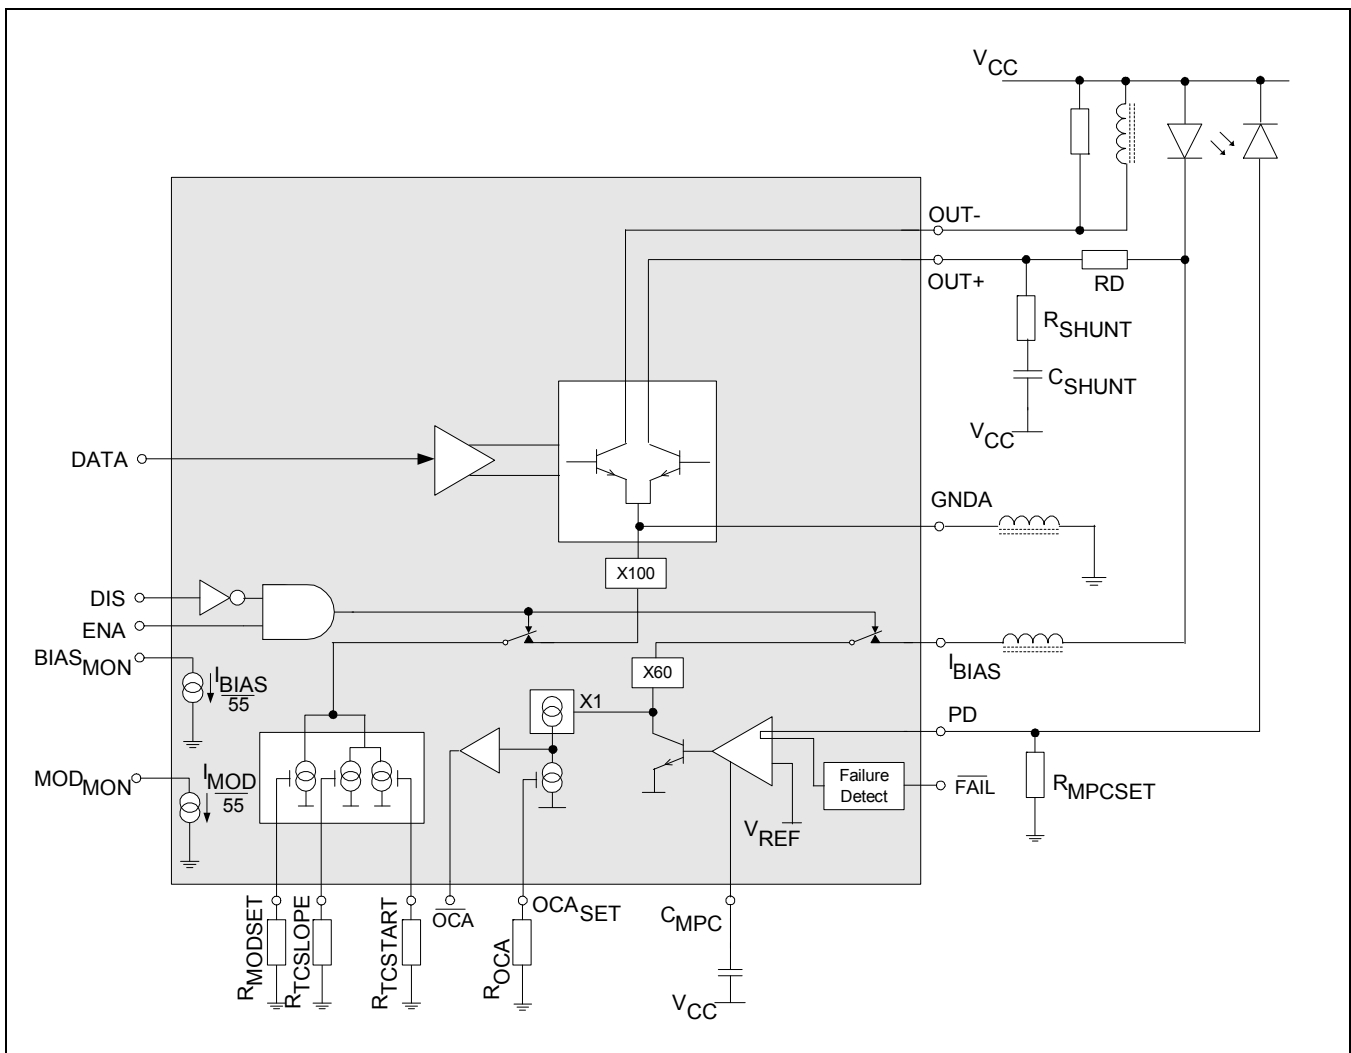 VCC
OUT-
OUT+
RD
RSHUNT
CSHUNT
VCC
DATA
GNDA
X100
DIS
ENA
BIASMON
IBIAS
55
X60
IBIAS
X1
PD
MODMON
IMOD
55
Failure
Detect
FAIL
RMPCSET
VREF
RMODSET
RTCSLOPE
RTCSTART
OCA
OCASET
ROCA
CMPC
VCC